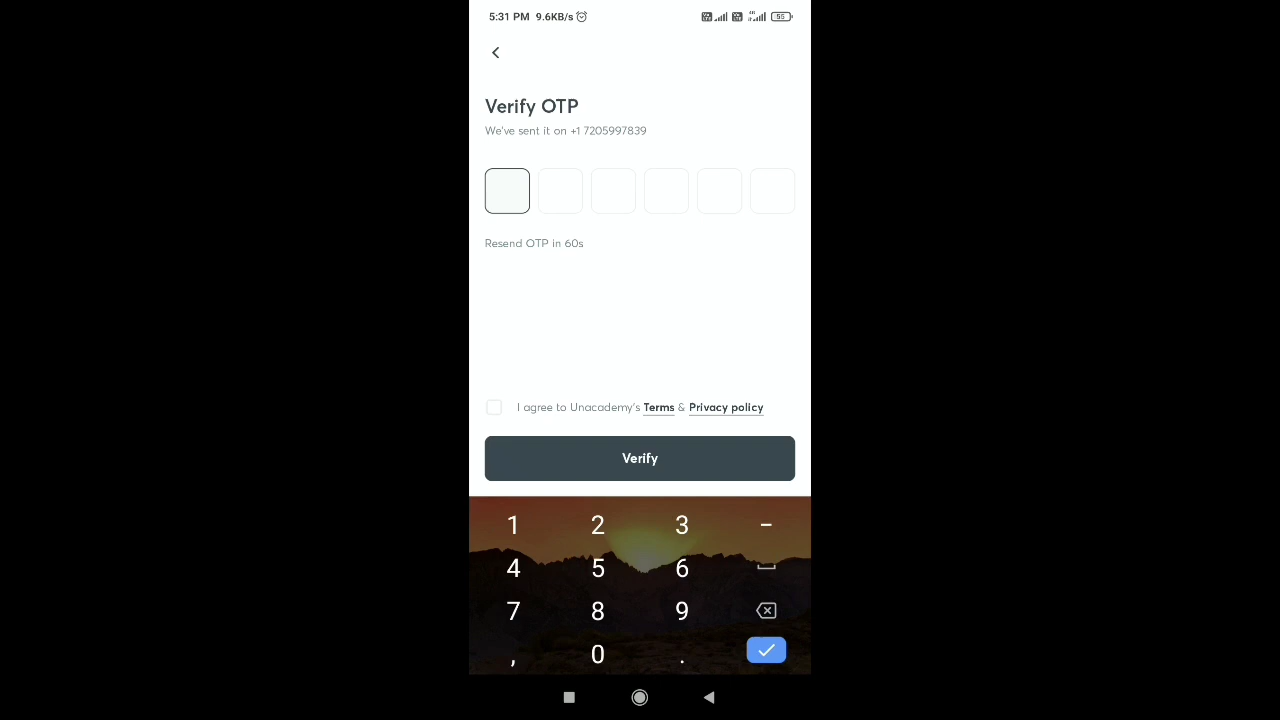 5:31 PM 9.6KB/s 55
Verify OTP
We've sent it on +1 7205997839
Resend OTP in 60s
I agree to Unacademy's Terms & Privacy policy
Verify
1 2 3 -
4 5 6
7 8 9
, 0 .